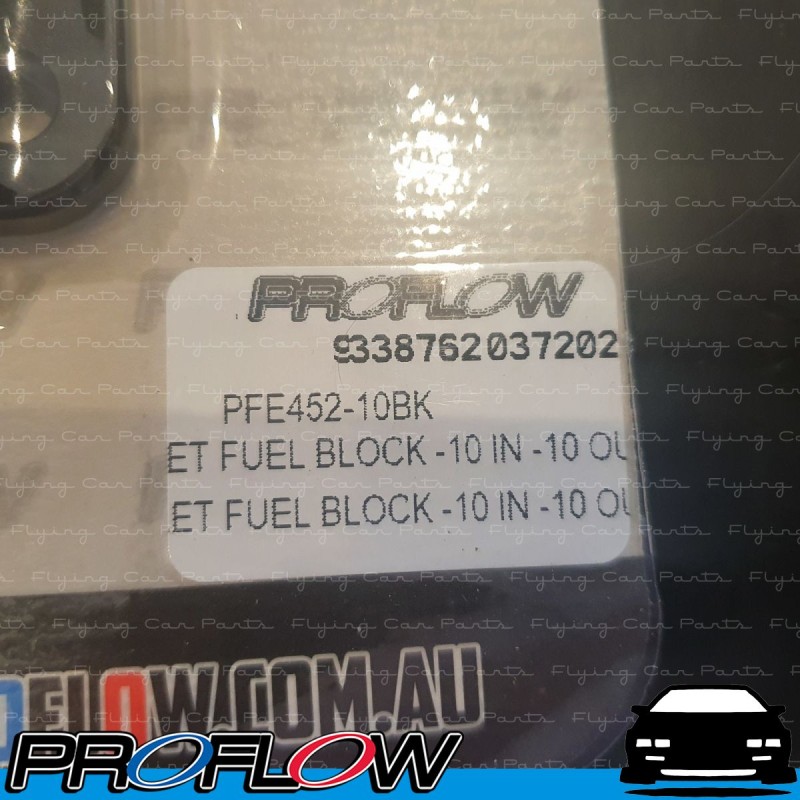 PROFLOW
9338762037202
PFE452-10BK
ET FUEL BLOCK -10 IN -10 OU
ET FUEL BLOCK -10 IN -10 OU
OFLOW.COM.AU
PROFLOW
Flying Car Parts